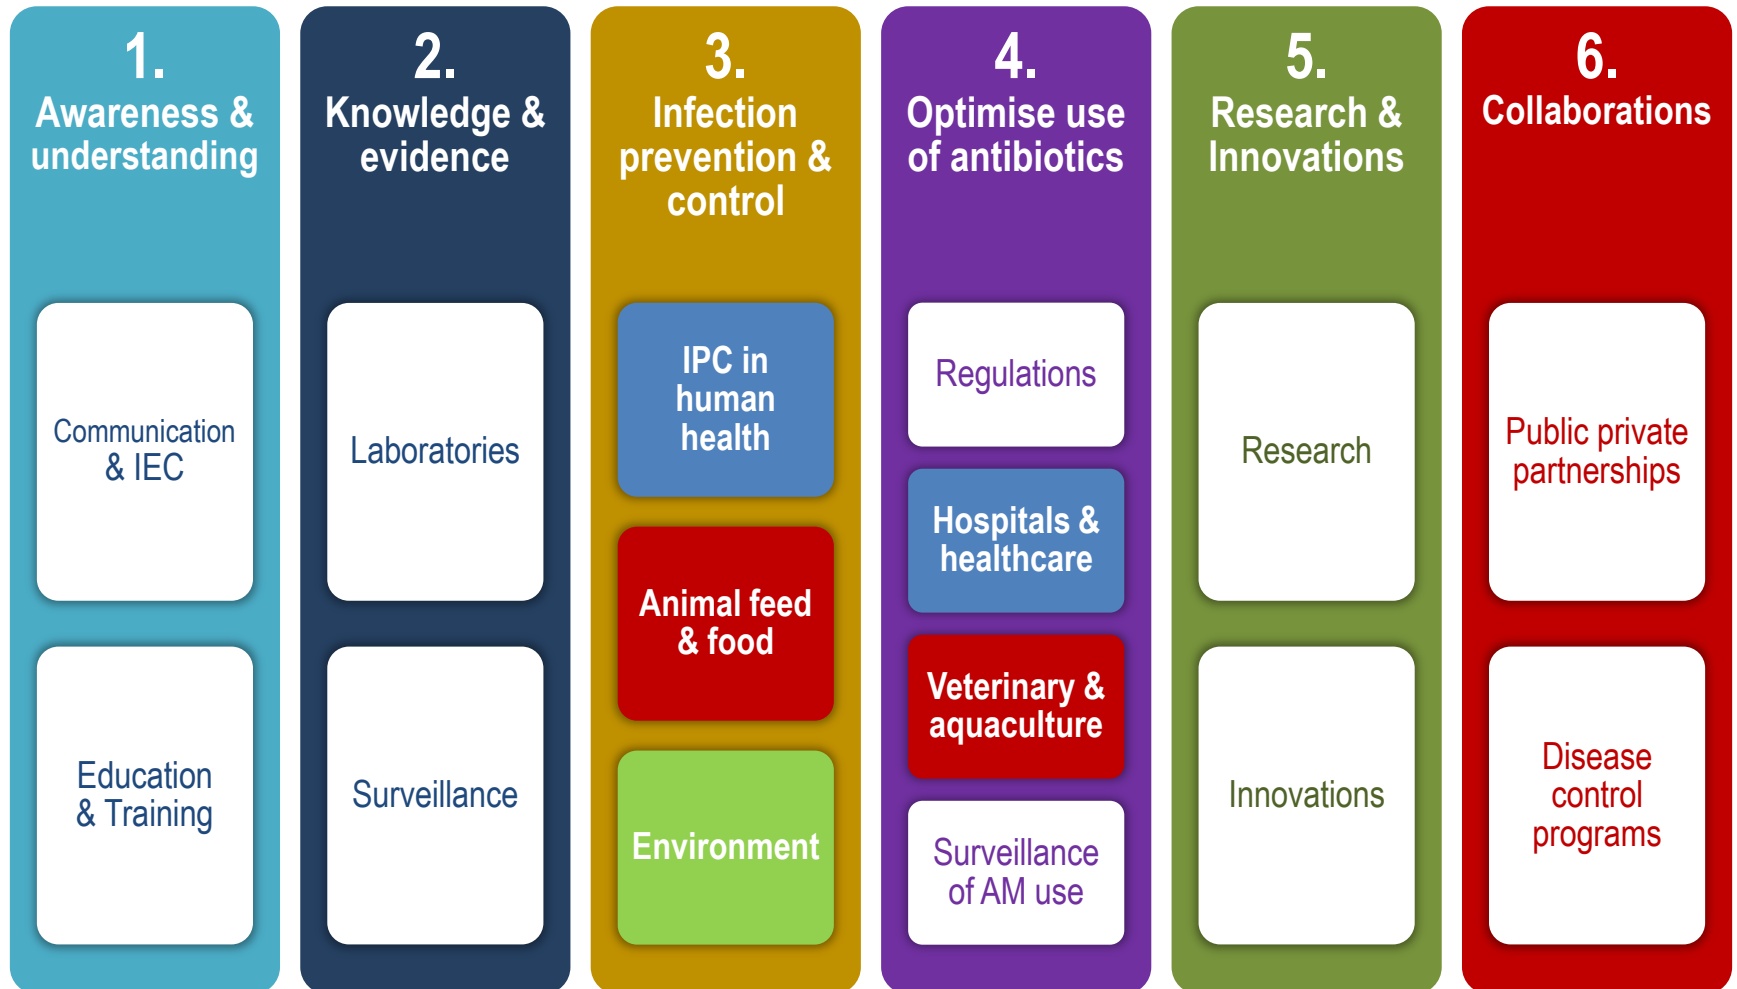 1.
Awareness &
understanding
Communication
& IEC
Education
& Training
2.
Knowledge &
evidence
Laboratories
Surveillance
3.
Infection
prevention &
control
IPC in
human
health
Animal feed
& food
Environment
4.
Optimise use
of antibiotics
Regulations
Hospitals &
healthcare
Veterinary &
aquaculture
Surveillance
of AM use
5.
Research &
Innovations
Research
Innovations
6.
Collaborations
Public private
partnerships
Disease
control
programs